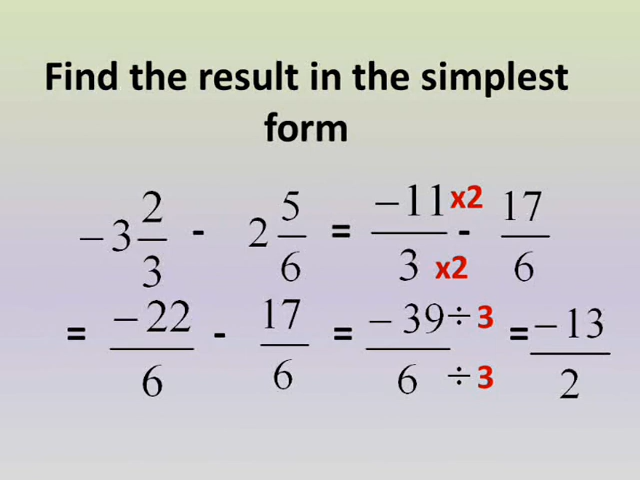 Find the result in the simplest
form
−3 2/3 - 2 5/6 = −11 x2/3 x2 - 17/6
= −22/6 - 17/6 = −39 ÷ 3/6 ÷ 3 = −13/2